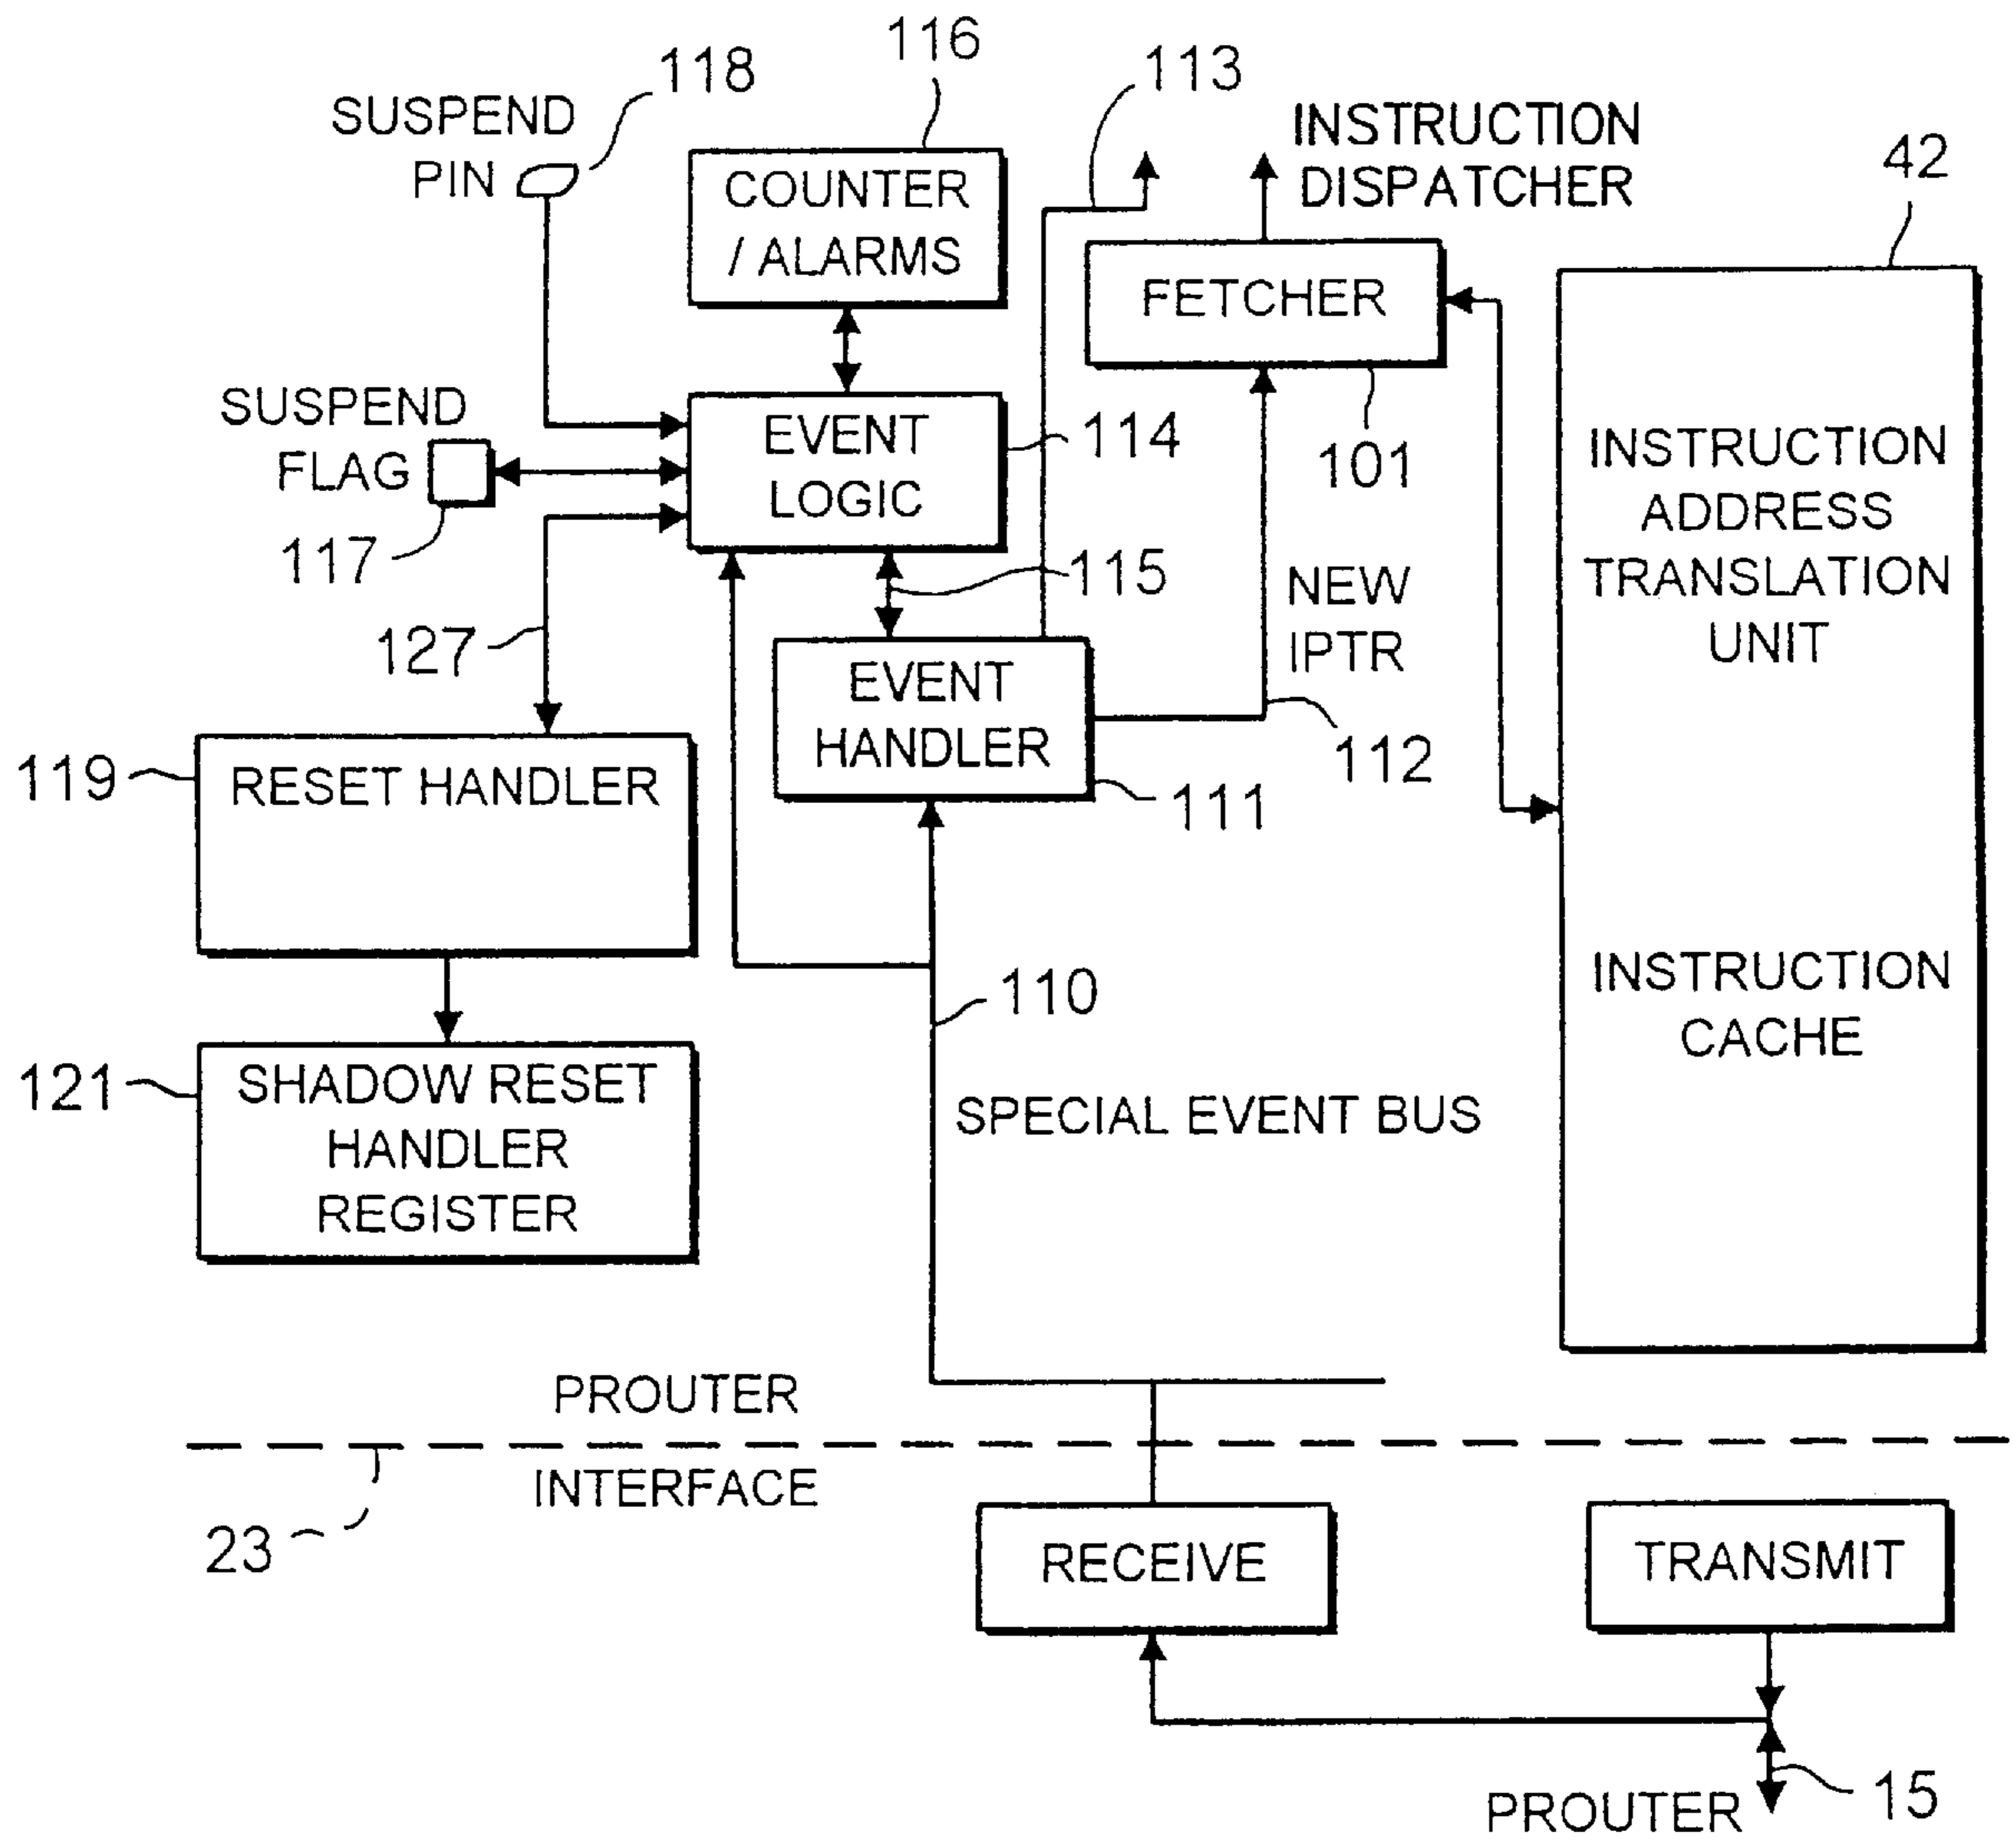 116
118
113
SUSPEND
PIN
INSTRUCTION
DISPATCHER
42
COUNTER
/ ALARMS
FETCHER
SUSPEND
FLAG
EVENT
LOGIC
114
101
INSTRUCTION
ADDRESS
TRANSLATION
UNIT
117
115
NEW
IPTR
127
EVENT
HANDLER
112
119
RESET HANDLER
111
INSTRUCTION
CACHE
110
121
SHADOW RESET
HANDLER
REGISTER
SPECIAL EVENT BUS
PROUTER
INTERFACE
23
RECEIVE
TRANSMIT
PROUTER
15